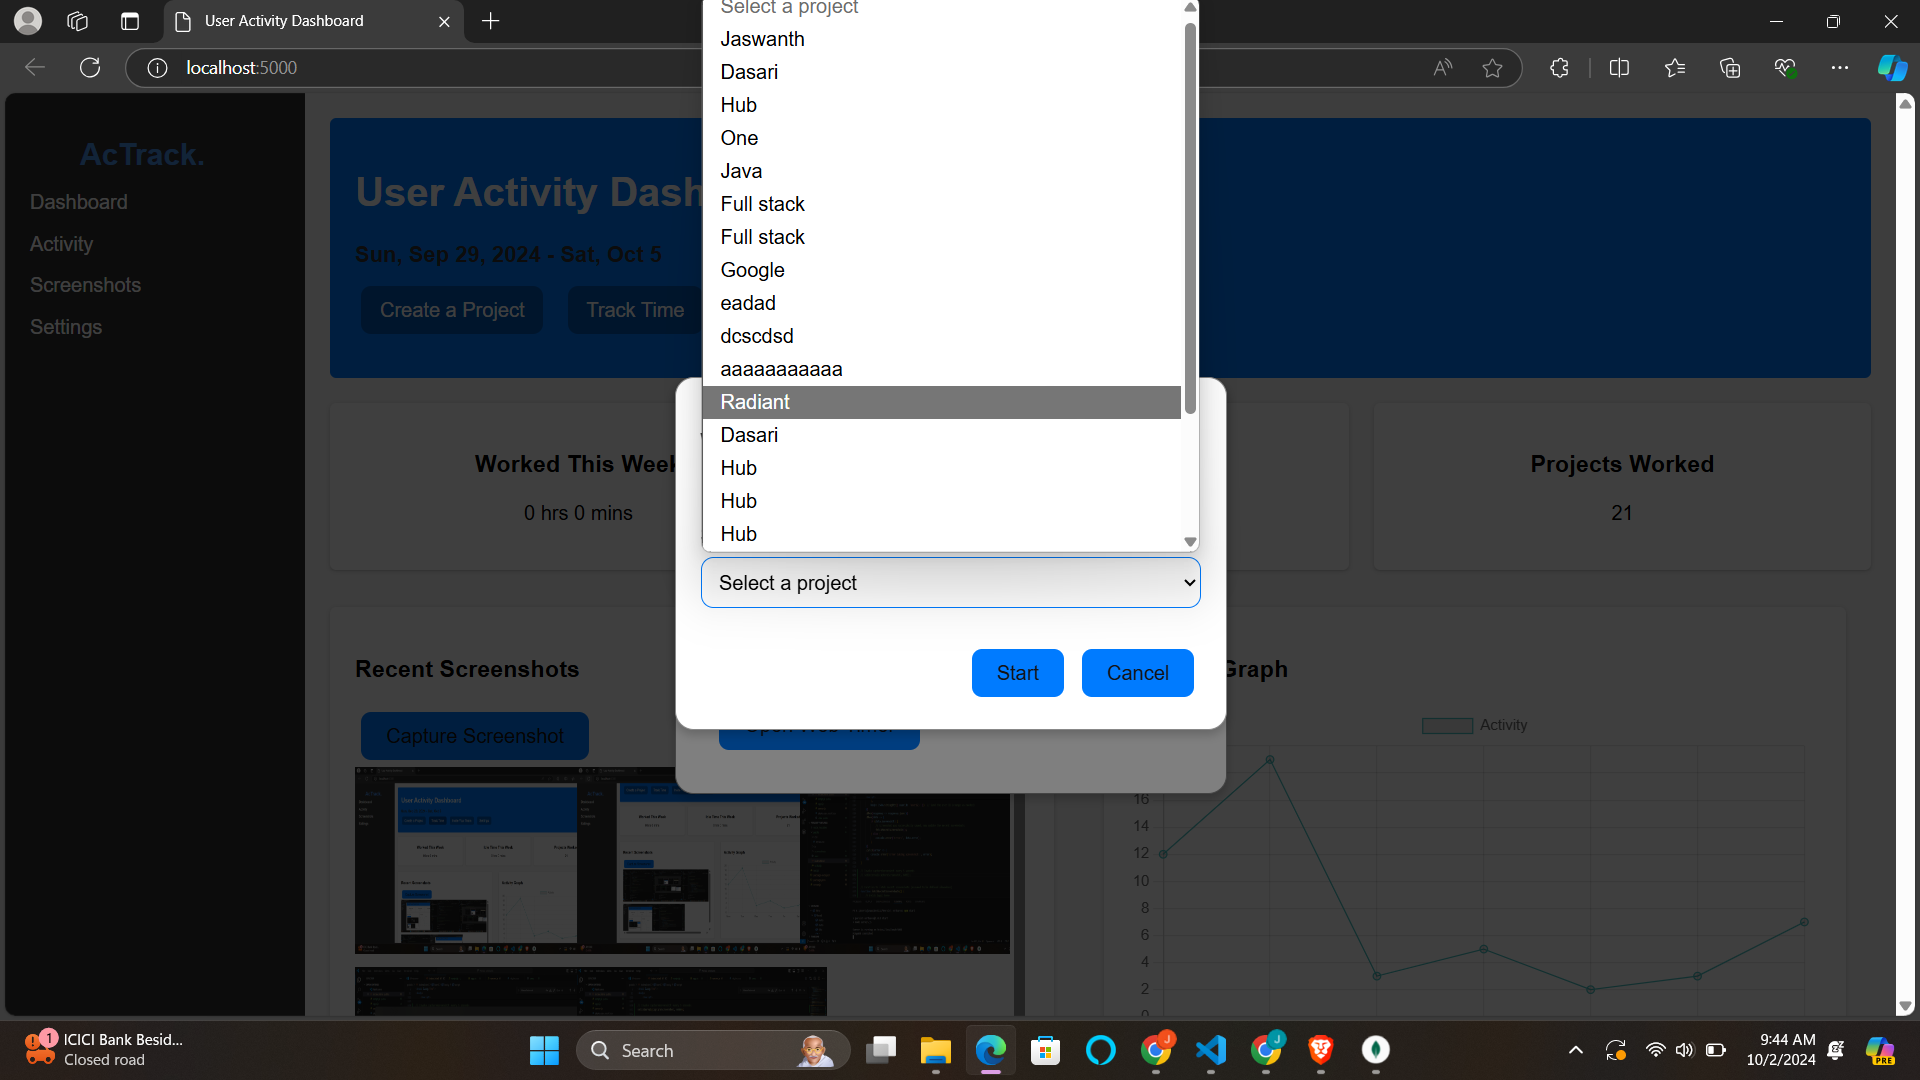 User Activity Dashboard
localhost:5000
AcTrack.
Dashboard
Activity
Screenshots
Settings
User Activity Dash
Sun, Sep 29, 2024 - Sat, Oct 5
Create a Project
Track Time
Select a project
Jaswanth
Dasari
Hub
One
Java
Full stack
Full stack
Google
eadad
dcscdsd
aaaaaaaaaaa
Radiant
Dasari
Hub
Hub
Hub
Select a project
Start
Cancel
Worked This Week
0 hrs 0 mins
Projects Worked
21
Recent Screenshots
Capture Screenshot
Graph
Activity
16
14
12
10
8
6
4
2
0
1
ICICI Bank Besid...
Closed road
Search
J
J
PRE
9:44 AM
10/2/2024